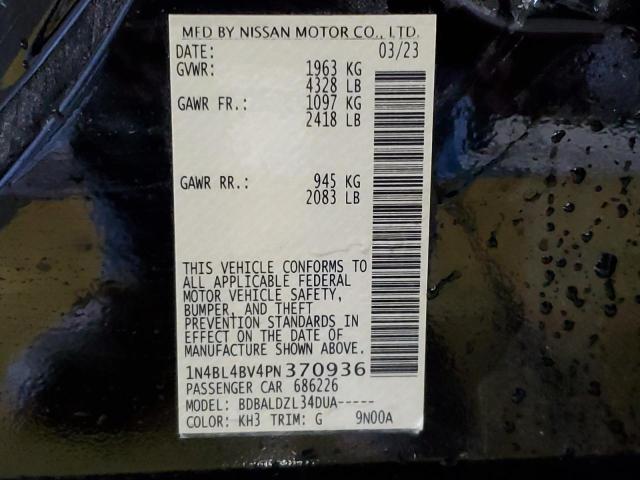 MFD BY NISSAN MOTOR CO., LTD.
DATE: 03/23
GVWR: 1963 KG
4328 LB
GAWR FR.: 1097 KG
2418 LB
GAWR RR.: 945 KG
2083 LB
THIS VEHICLE CONFORMS TO
ALL APPLICABLE FEDERAL
MOTOR VEHICLE SAFETY,
BUMPER, AND THEFT
PREVENTION STANDARDS IN
EFFECT ON THE DATE OF
MANUFACTURE SHOWN ABOVE.
1N4BL4BV4PN370936
PASSENGER CAR 686226
MODEL: BDBALDZL34DUA-----
COLOR: KH3 TRIM: G 9N00A